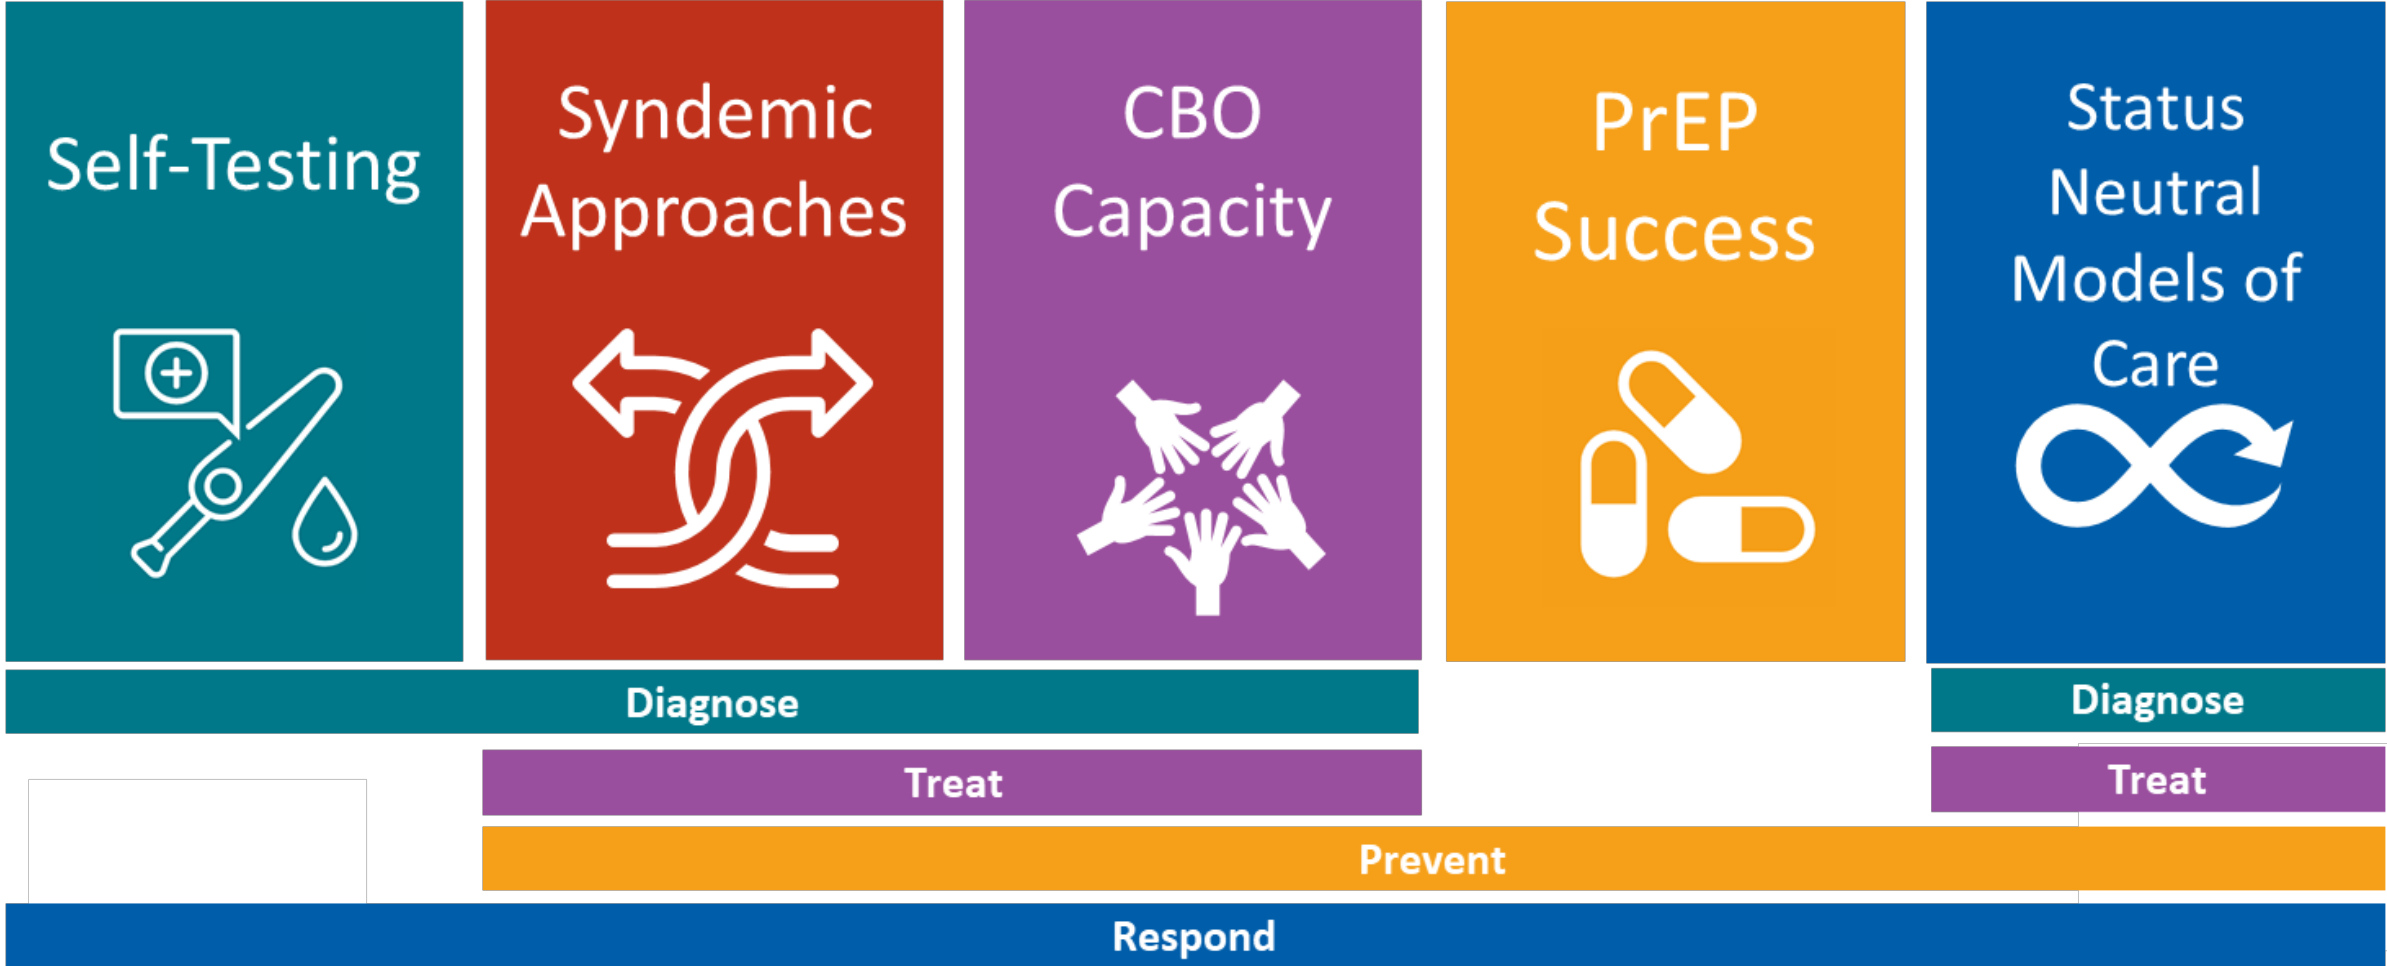 Self-Testing
Syndemic
Approaches
CBO
Capacity
PrEP
Success
Status
Neutral
Models of
Care
Diagnose
Diagnose
Treat
Treat
Prevent
Respond